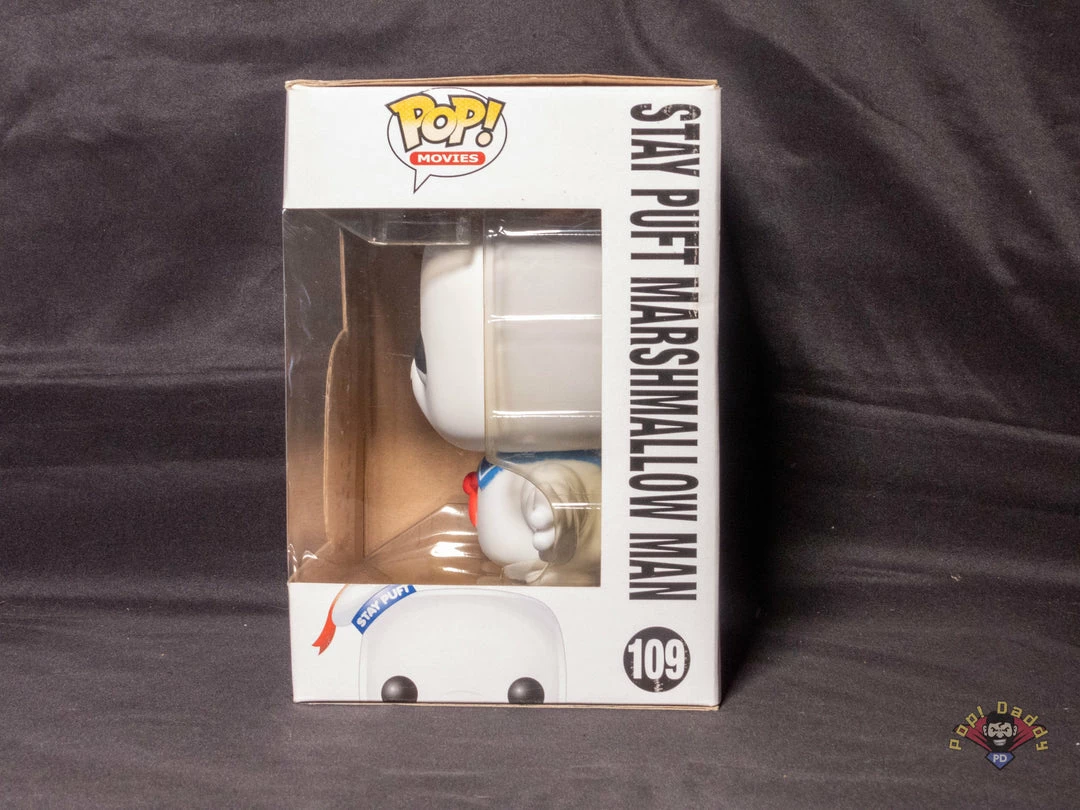 POP!
MOVIES
STAY PUFT MARSHMALLOW MAN
STAY PUFT
109
Pop! Daddy
PD